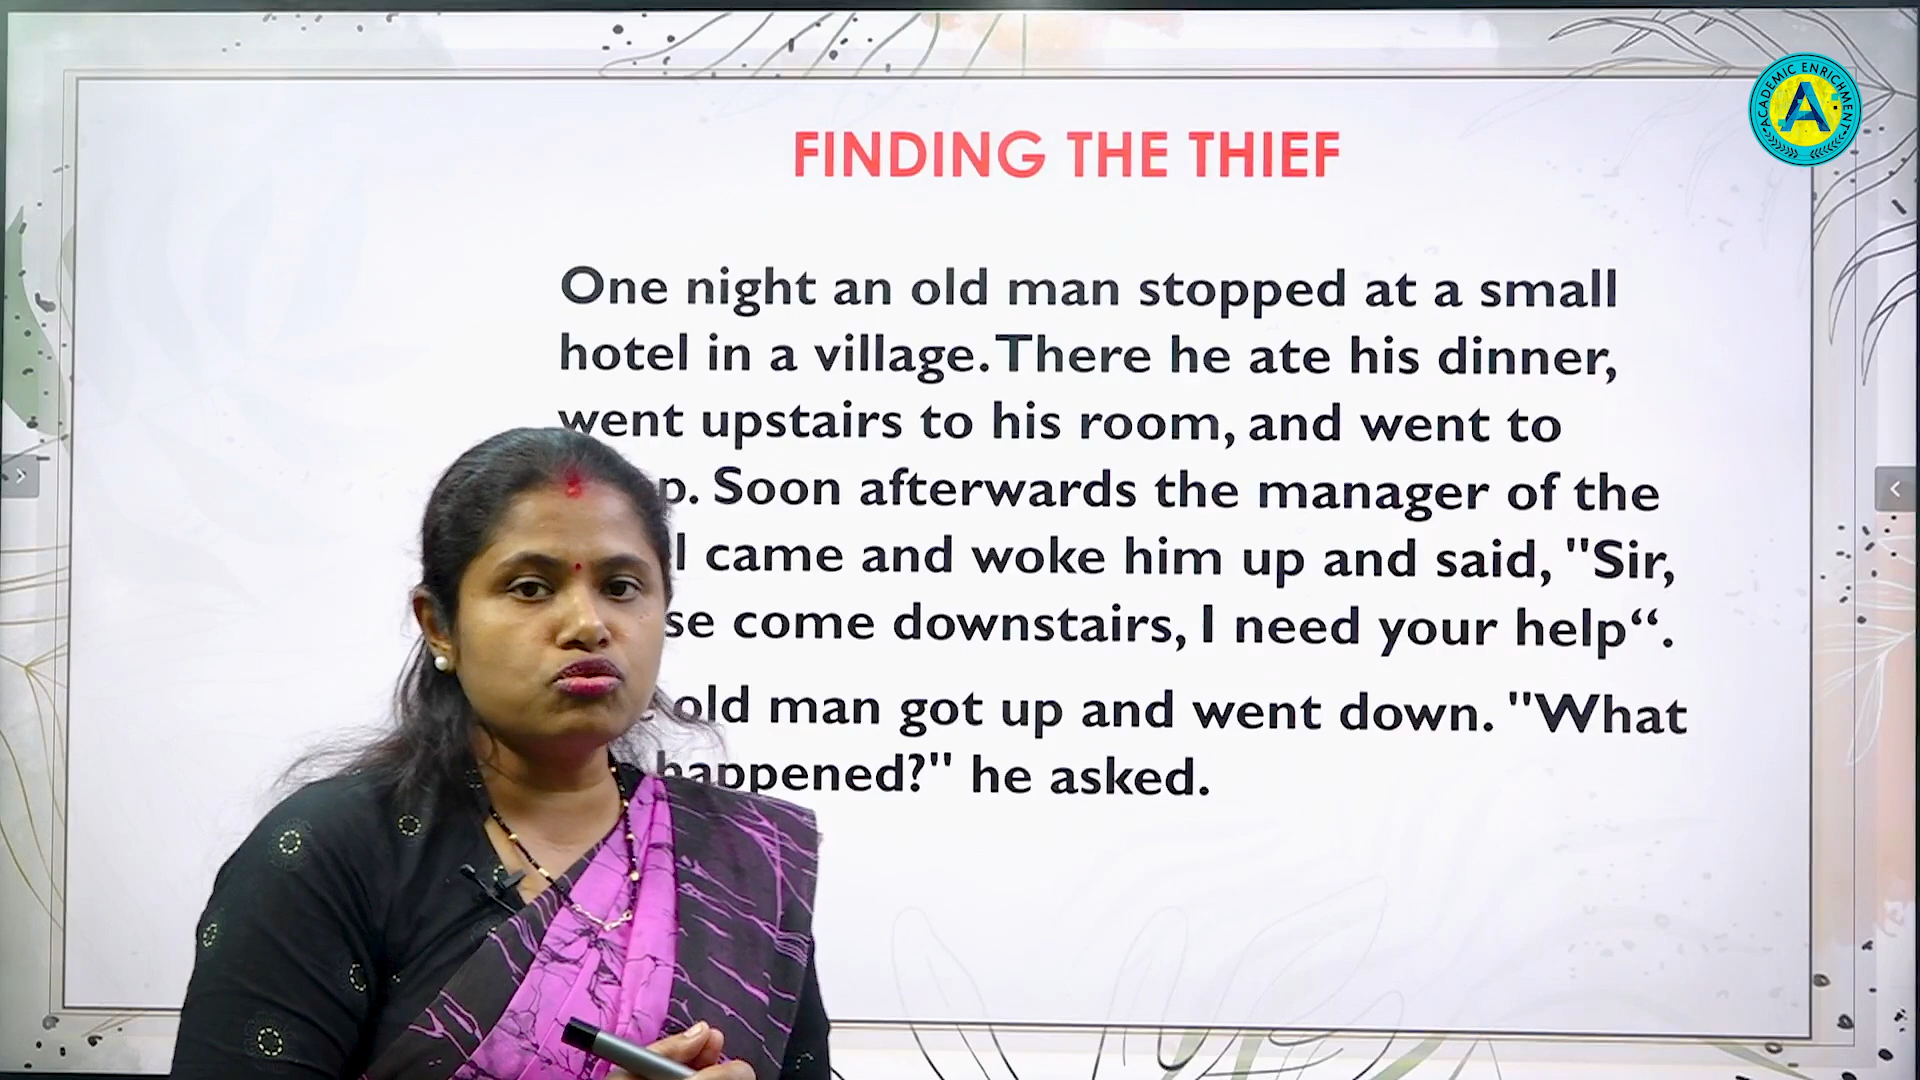 FINDING THE THIEF
ACADEMIC ENRICHMENT
A
One night an old man stopped at a small
hotel in a village. There he ate his dinner,
went upstairs to his room, and went to
p. Soon afterwards the manager of the
l came and woke him up and said, "Sir,
se come downstairs, I need your help“.
old man got up and went down. "What
happened?" he asked.